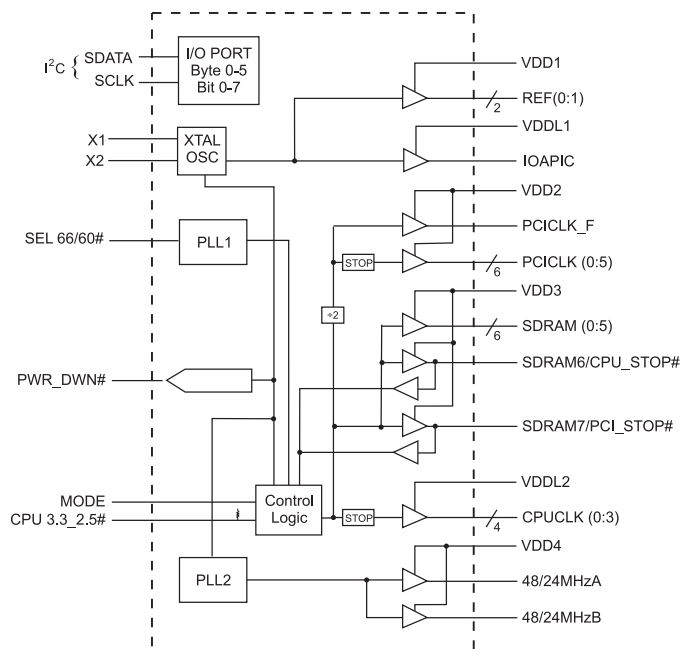 I²C { SDATA
SCLK
I/O PORT
Byte 0-5
Bit 0-7
VDD1
REF(0:1)
2
VDDL1
IOAPIC
X1
X2
XTAL
OSC
VDD2
PCICLK_F
SEL 66/60#
PLL1
STOP
PCICLK (0:5)
6
VDD3
÷2
SDRAM (0:5)
6
SDRAM6/CPU_STOP#
PWR_DWN#
SDRAM7/PCI_STOP#
VDDL2
MODE
CPU 3.3_2.5#
Control
Logic
STOP
CPUCLK (0:3)
4
VDD4
PLL2
48/24MHzA
48/24MHzB